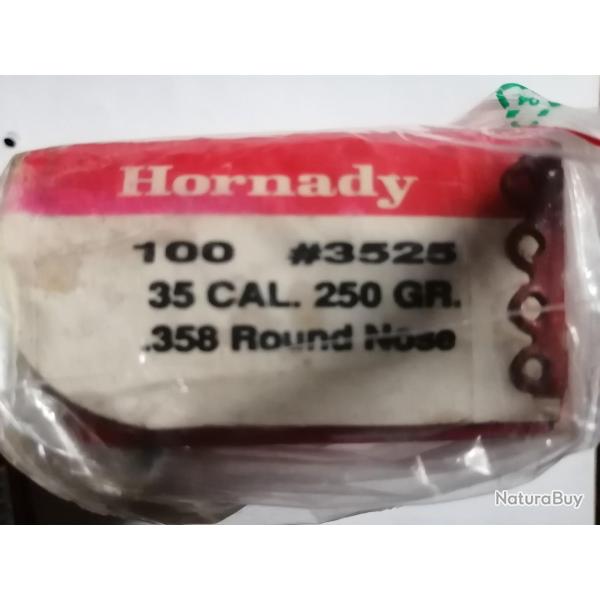 Hornady
100 #3525
35 CAL. 250 GR.
.358 Round Nose
NaturaBuy